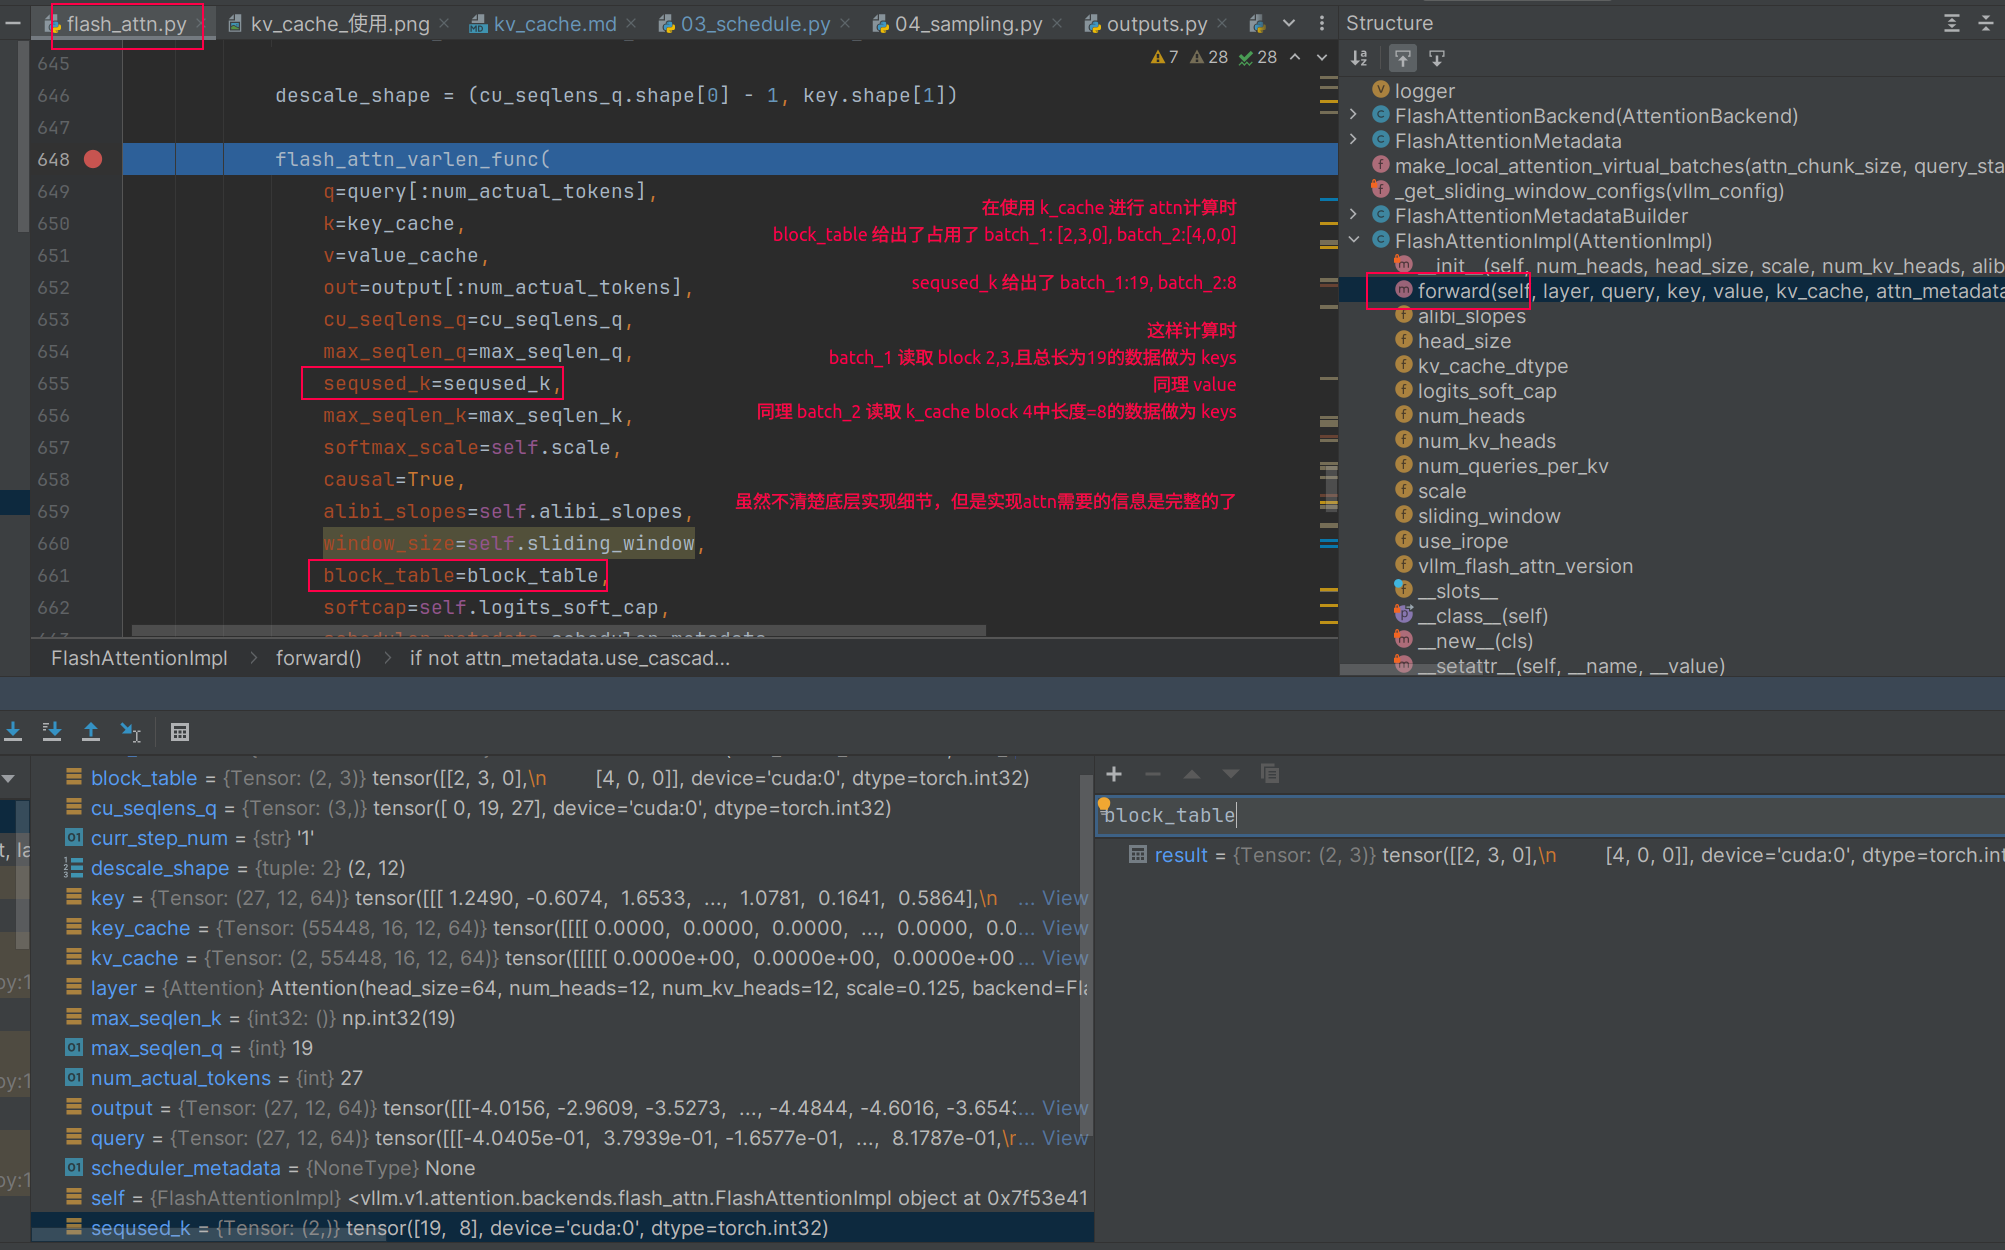 flash_attn.py
kv_cache_使用.png
kv_cache.md
03_schedule.py
04_sampling.py
outputs.py
Structure
7 28 28
645
646 descale_shape = (cu_seqlens_q.shape[0] - 1, key.shape[1])
647
648 flash_attn_varlen_func(
649 q=query[:num_actual_tokens],
650 k=key_cache,
651 v=value_cache,
652 out=output[:num_actual_tokens],
653 cu_seqlens_q=cu_seqlens_q,
654 max_seqlen_q=max_seqlen_q,
655 seqused_k=seqused_k,
656 max_seqlen_k=max_seqlen_k,
657 softmax_scale=self.scale,
658 causal=True,
659 alibi_slopes=self.alibi_slopes,
660 window_size=self.sliding_window,
661 block_table=block_table,
662 softcap=self.logits_soft_cap,
在使用 k_cache 进行 attn计算时
block_table 给出了占用了 batch_1: [2,3,0], batch_2:[4,0,0]
seqused_k 给出了 batch_1:19, batch_2:8
这样计算时
batch_1 读取 block 2,3,且总长为19的数据做为 keys
同理 value
同理 batch_2 读取 k_cache block 4中长度=8的数据做为 keys
虽然不清楚底层实现细节，但是实现attn需要的信息是完整的了
FlashAttentionImpl > forward() > if not attn_metadata.use_cascad...
logger
FlashAttentionBackend(AttentionBackend)
FlashAttentionMetadata
make_local_attention_virtual_batches(attn_chunk_size, query_sta
_get_sliding_window_configs(vllm_config)
FlashAttentionMetadataBuilder
FlashAttentionImpl(AttentionImpl)
__init__(self, num_heads, head_size, scale, num_kv_heads, alib
forward(self, layer, query, key, value, kv_cache, attn_metadata
alibi_slopes
head_size
kv_cache_dtype
logits_soft_cap
num_heads
num_kv_heads
num_queries_per_kv
scale
sliding_window
use_irope
vllm_flash_attn_version
__slots__
__class__(self)
__new__(cls)
__setattr__(self, __name, __value)
block_table = {Tensor: (2, 3)} tensor([[2, 3, 0],\n [4, 0, 0]], device='cuda:0', dtype=torch.int32)
cu_seqlens_q = {Tensor: (3,)} tensor([ 0, 19, 27], device='cuda:0', dtype=torch.int32)
curr_step_num = {str} '1'
descale_shape = {tuple: 2} (2, 12)
key = {Tensor: (27, 12, 64)} tensor([[[ 1.2490, -0.6074, 1.6533, ..., 1.0781, 0.1641, 0.5864],\n ... View
key_cache = {Tensor: (55448, 16, 12, 64)} tensor([[[[ 0.0000, 0.0000, 0.0000, ..., 0.0000, 0.0... View
kv_cache = {Tensor: (2, 55448, 16, 12, 64)} tensor([[[[[ 0.0000e+00, 0.0000e+00, 0.0000e+00 ... View
layer = {Attention} Attention(head_size=64, num_heads=12, num_kv_heads=12, scale=0.125, backend=Fla
max_seqlen_k = {int32: ()} np.int32(19)
max_seqlen_q = {int} 19
num_actual_tokens = {int} 27
output = {Tensor: (27, 12, 64)} tensor([[[-4.0156, -2.9609, -3.5273, ..., -4.4844, -4.6016, -3.6543... View
query = {Tensor: (27, 12, 64)} tensor([[[-4.0405e-01, 3.7939e-01, -1.6577e-01, ..., 8.1787e-01,\r... View
scheduler_metadata = {NoneType} None
self = {FlashAttentionImpl} <vllm.v1.attention.backends.flash_attn.FlashAttentionImpl object at 0x7f53e41
seqused_k = {Tensor: (2,)} tensor([19, 8], device='cuda:0', dtype=torch.int32)
block_table
result = {Tensor: (2, 3)} tensor([[2, 3, 0],\n [4, 0, 0]], device='cuda:0', dtype=torch.int